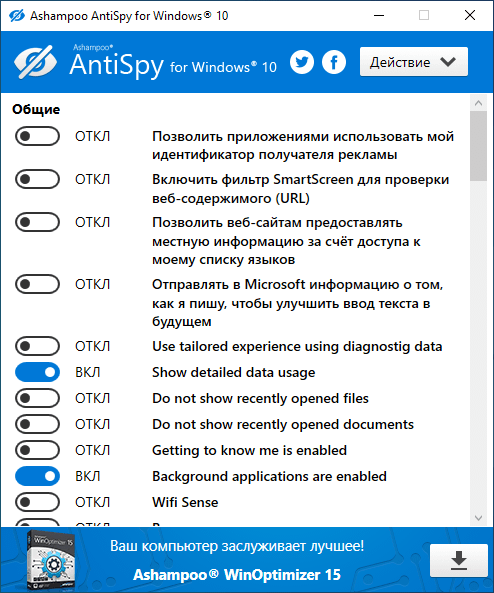 Ashampoo AntiSpy for Windows® 10
Ashampoo®
AntiSpy for Windows® 10
Действие
Общие
ОТКЛ Позволить приложениями использовать мой
идентификатор получателя рекламы
ОТКЛ Включить фильтр SmartScreen для проверки
веб-содержимого (URL)
ОТКЛ Позволить веб-сайтам предоставлять
местную информацию за счёт доступа к
моему списку языков
ОТКЛ Отправлять в Microsoft информацию о том,
как я пишу, чтобы улучшить ввод текста в
будущем
ОТКЛ Use tailored experience using diagnostig data
ВКЛ Show detailed data usage
ОТКЛ Do not show recently opened files
ОТКЛ Do not show recently opened documents
ОТКЛ Getting to know me is enabled
ВКЛ Background applications are enabled
ОТКЛ Wifi Sense
ОТКЛ
Ваш компьютер заслуживает лучшее!
Ashampoo® WinOptimizer 15
WinOptimizer 15